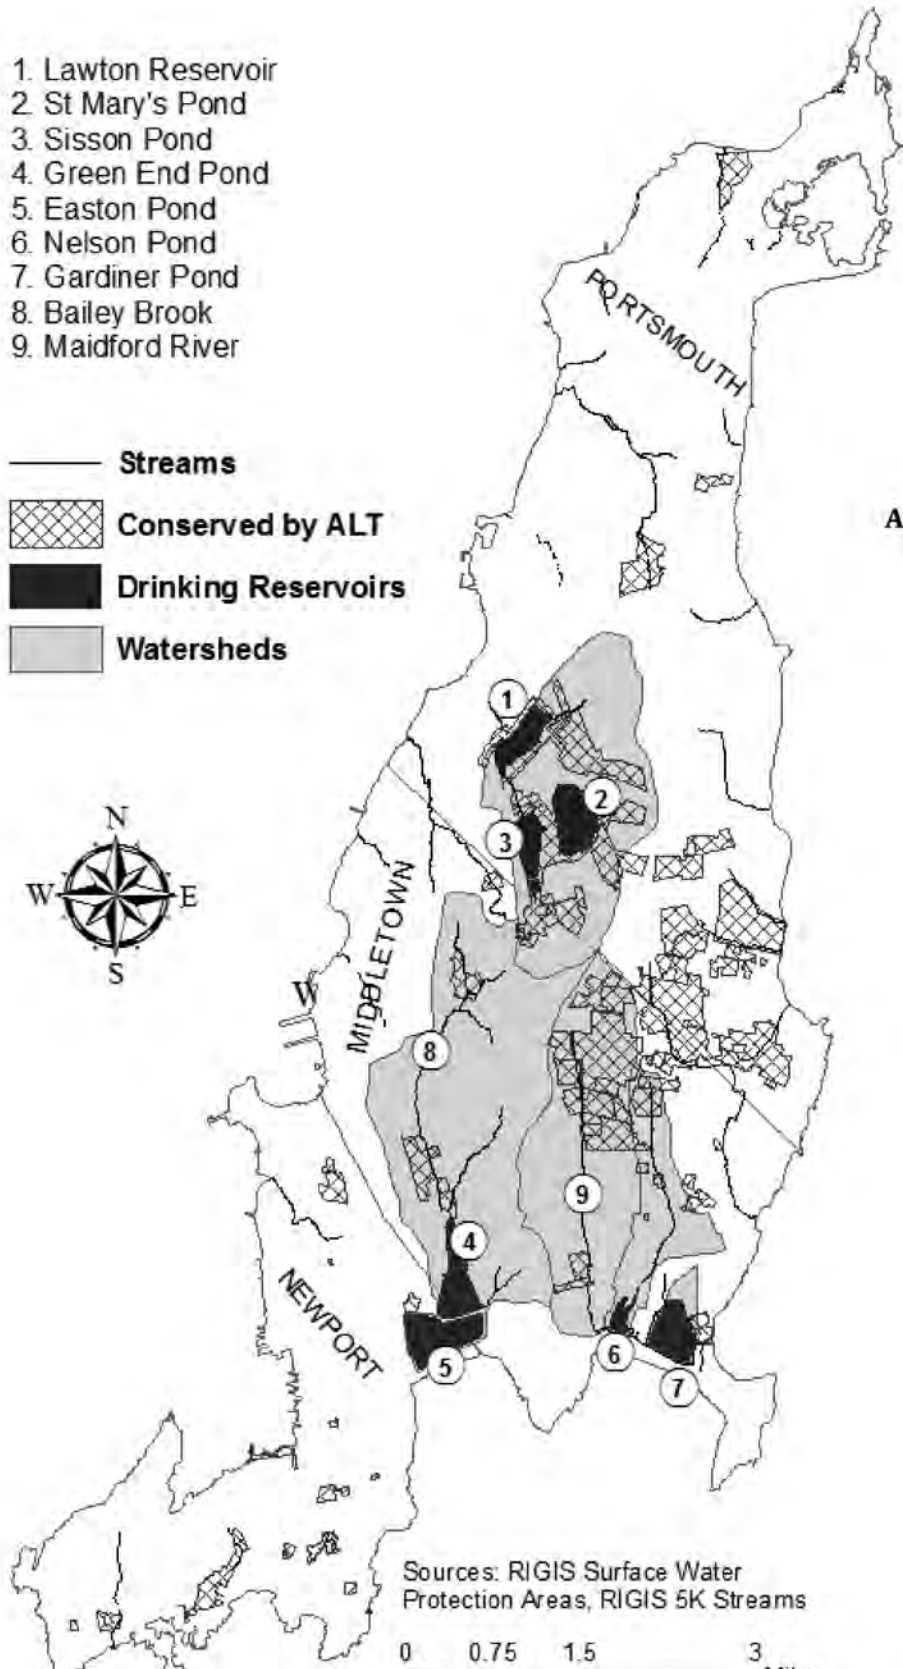 1. Lawton Reservoir
2. St Mary's Pond
3. Sisson Pond
4. Green End Pond
5. Easton Pond
6. Nelson Pond
7. Gardiner Pond
8. Bailey Brook
9. Maidford River
PORTSMOUTH
Streams
Conserved by ALT
A
Drinking Reservoirs
Watersheds
1
2
3
N
W E
S
MIDDLETOWN
W
8
9
4
NEWPORT
5
6
7
Sources: RIGIS Surface Water
Protection Areas, RIGIS 5K Streams
0 0.75 1.5 3